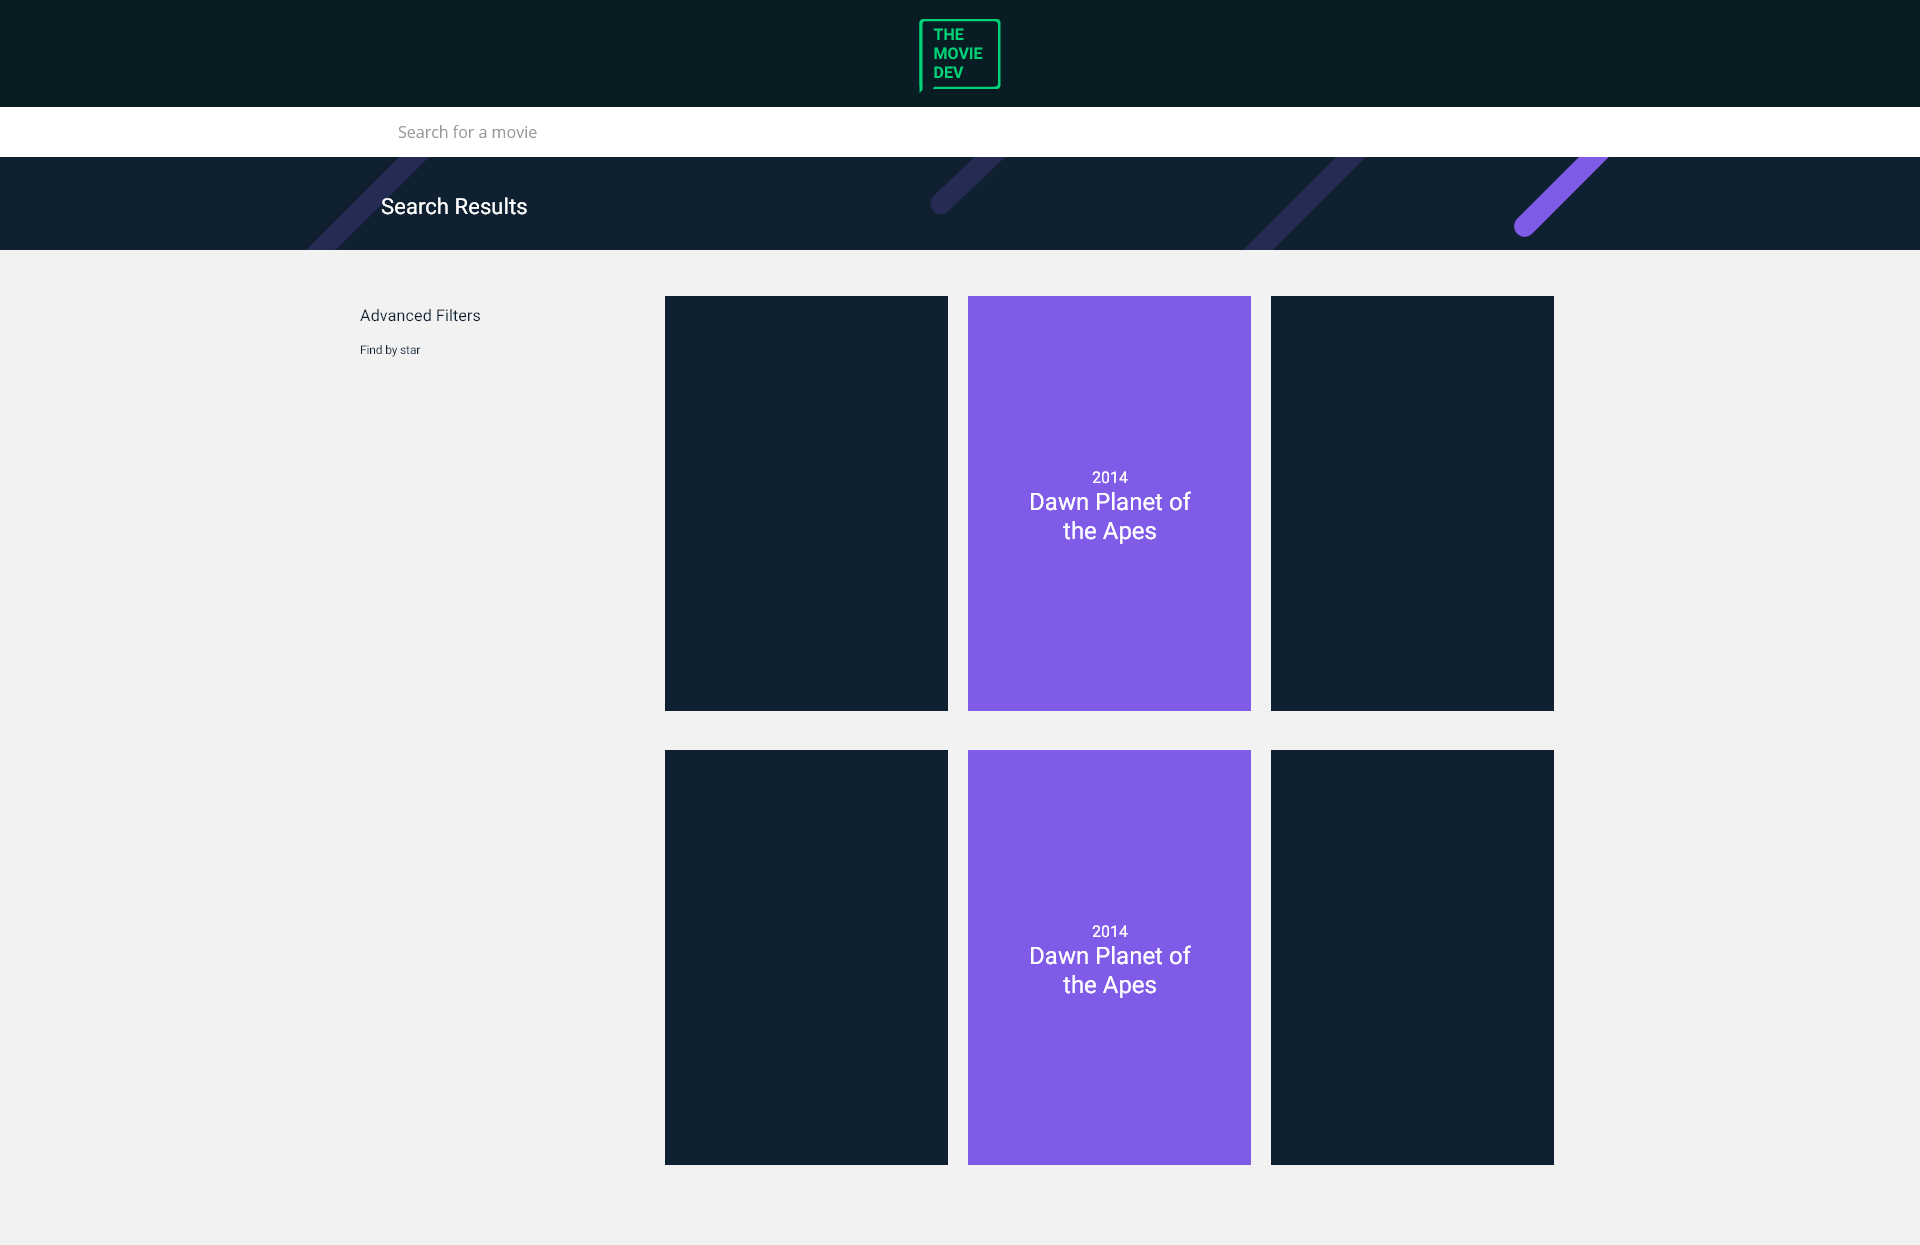 THE
MOVIE
DEV
Search for a movie
Search Results
Advanced Filters
Find by star
2014
Dawn Planet of
the Apes
2014
Dawn Planet of
the Apes